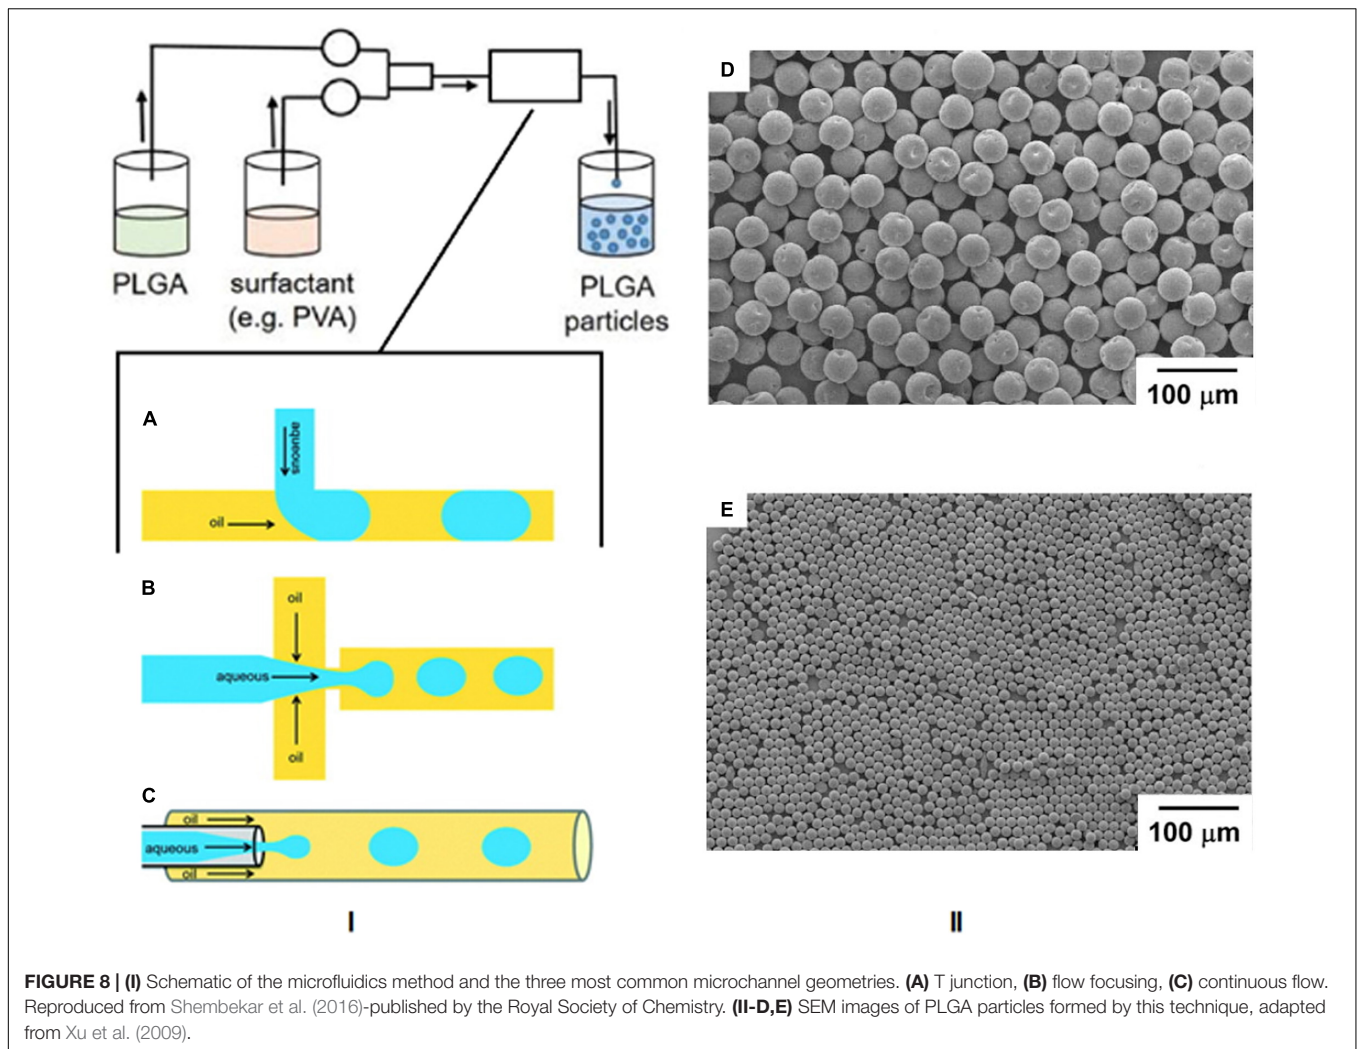 PLGA
surfactant
(e.g. PVA)
PLGA
particles
A
aqueous
oil
B
oil
aqueous
oil
C
oil
aqueous
oil
I
D
100 μm
E
100 μm
II
FIGURE 8 | (I) Schematic of the microfluidics method and the three most common microchannel geometries. (A) T junction, (B) flow focusing, (C) continuous flow.
Reproduced from Shembekar et al. (2016)-published by the Royal Society of Chemistry. (II-D,E) SEM images of PLGA particles formed by this technique, adapted
from Xu et al. (2009).